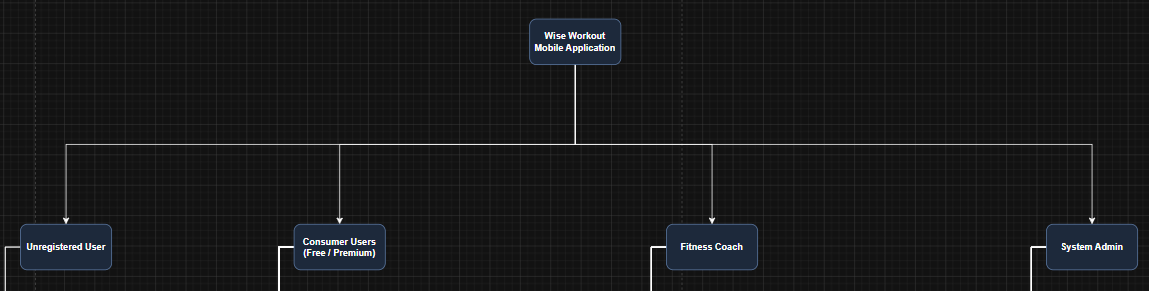 Wise Workout
Mobile Application
Unregistered User
Consumer Users
(Free / Premium)
Fitness Coach
System Admin